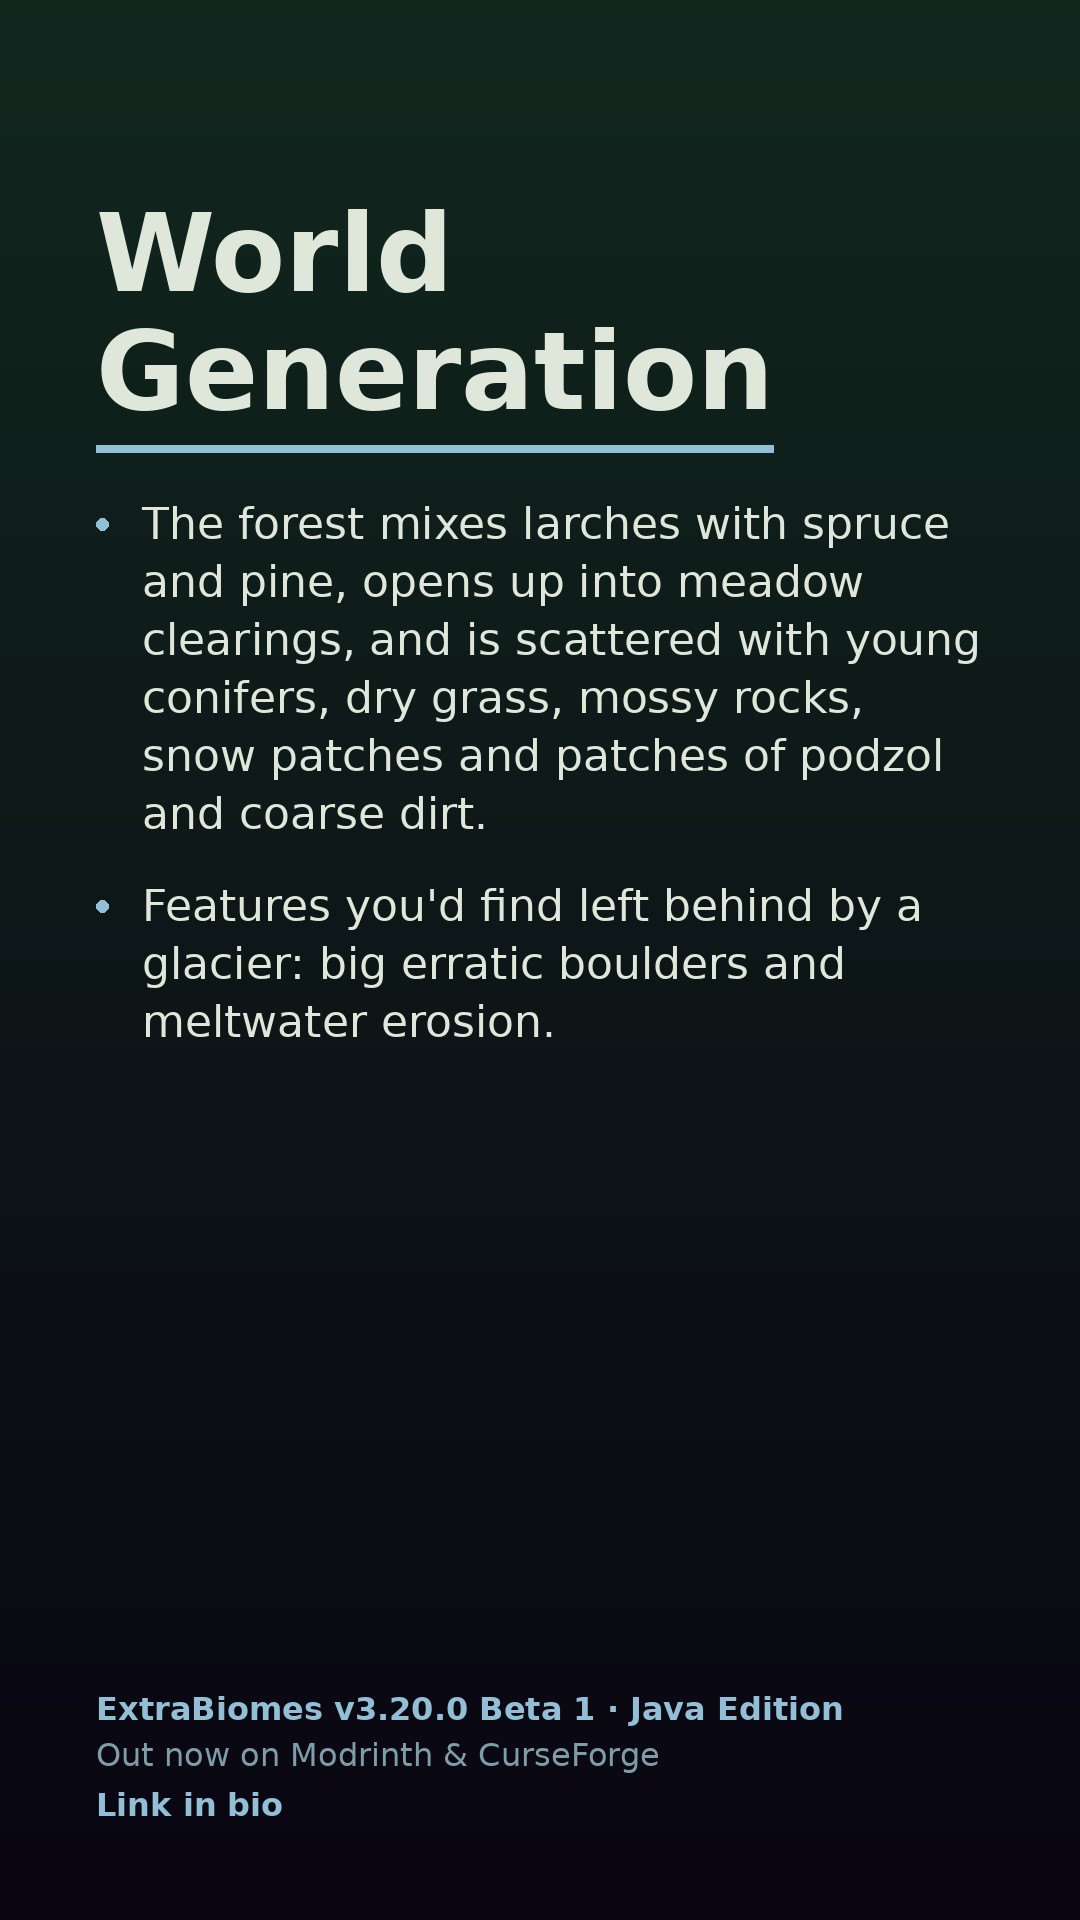 World
Generation
• The forest mixes larches with spruce
and pine, opens up into meadow
clearings, and is scattered with young
conifers, dry grass, mossy rocks,
snow patches and patches of podzol
and coarse dirt.
• Features you'd find left behind by a
glacier: big erratic boulders and
meltwater erosion.
ExtraBiomes v3.20.0 Beta 1 · Java Edition
Out now on Modrinth & CurseForge
Link in bio